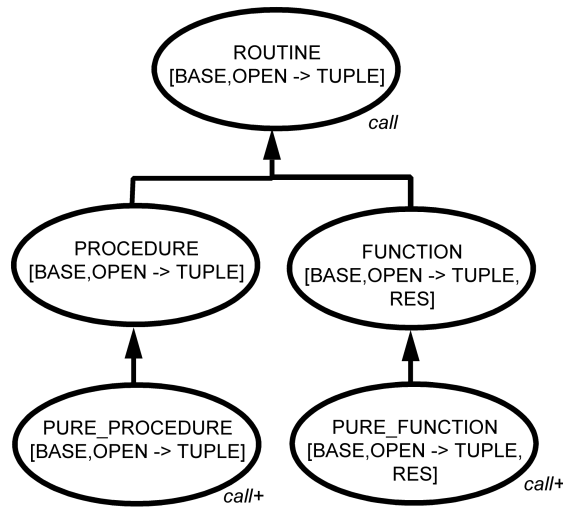 ROUTINE
[BASE,OPEN -> TUPLE]
call
PROCEDURE
[BASE,OPEN -> TUPLE]
FUNCTION
[BASE,OPEN -> TUPLE,
RES]
PURE_PROCEDURE
[BASE,OPEN -> TUPLE]
call+
PURE_FUNCTION
[BASE,OPEN -> TUPLE,
RES]
call+